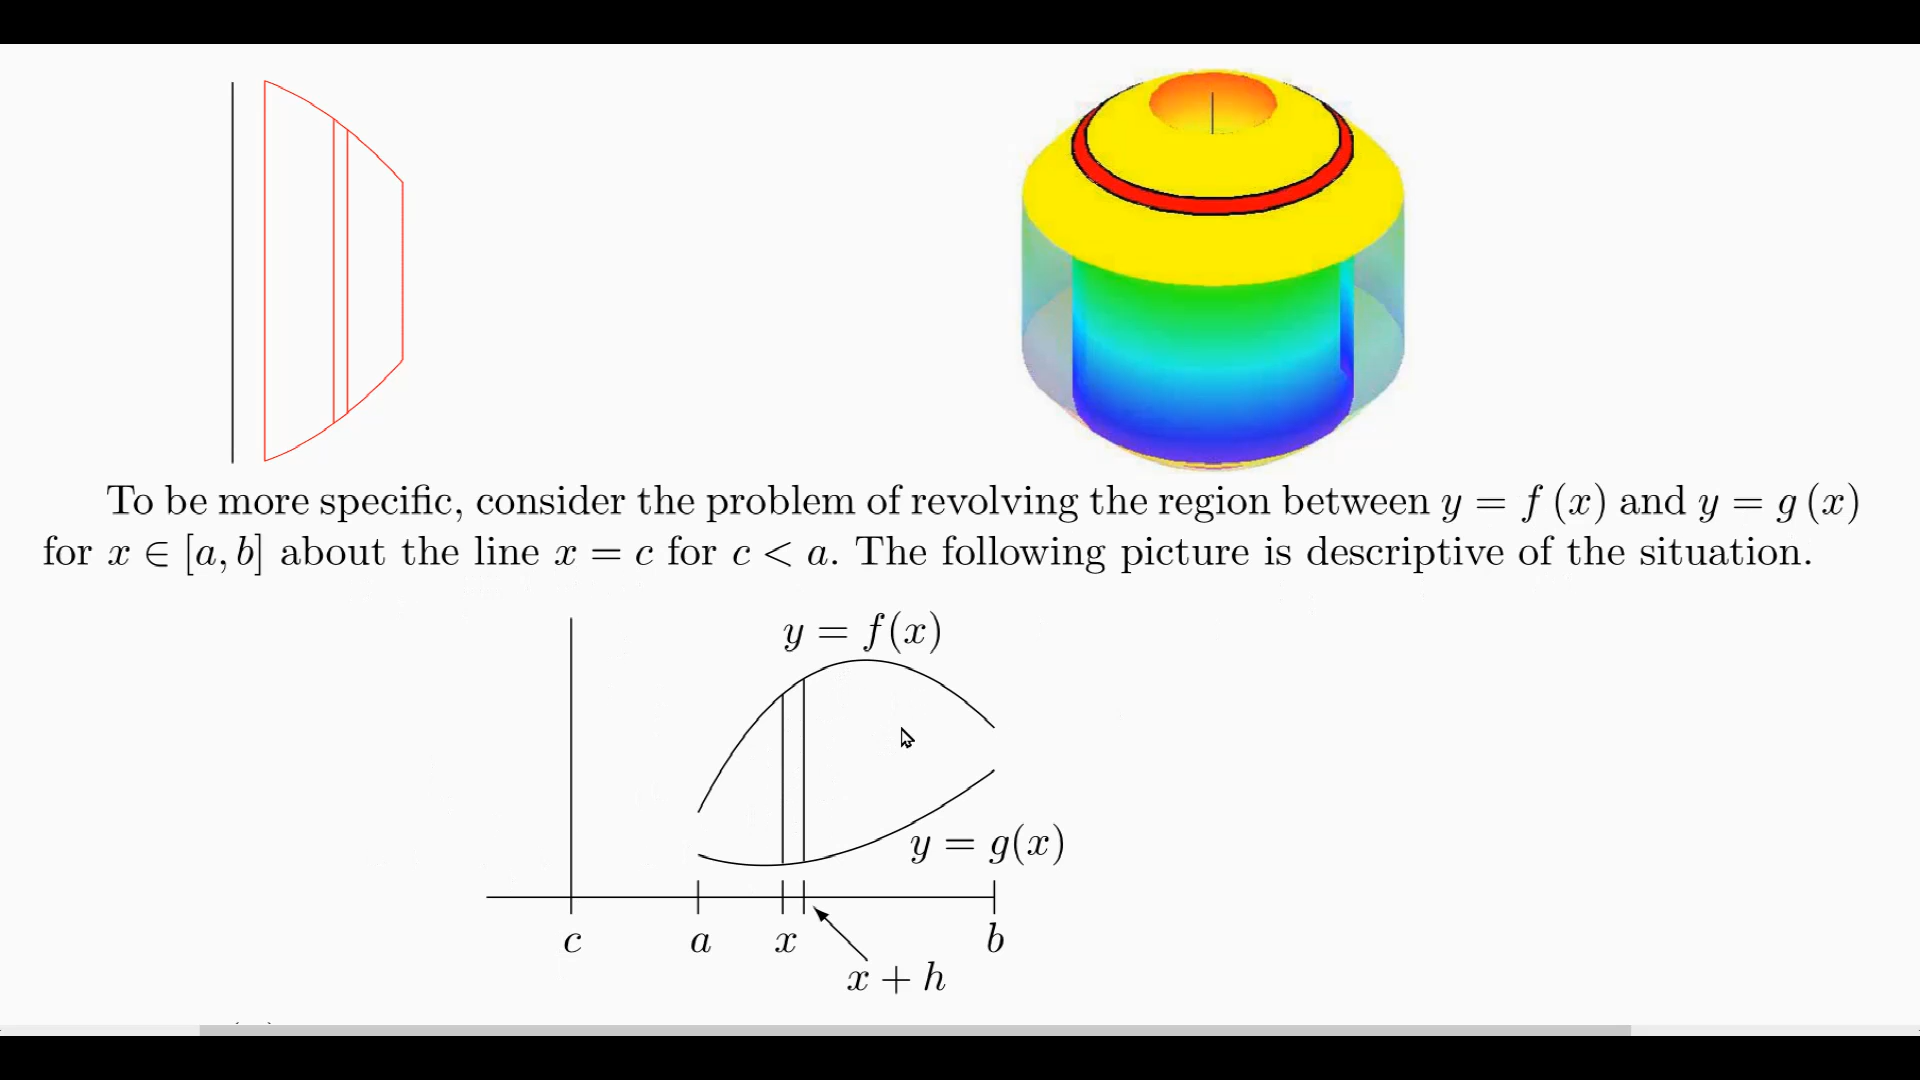 To be more specific, consider the problem of revolving the region between y = f (x) and y = g (x)
for x ∈ [a, b] about the line x = c for c < a. The following picture is descriptive of the situation.
y = f(x)
y = g(x)
c a x b
x + h